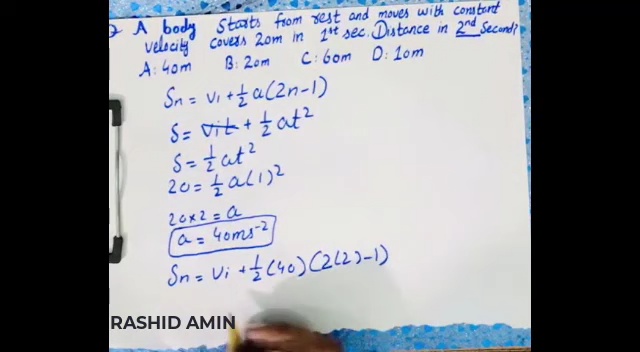 A body Starts from rest and moves with constant
velocity covers 20m in 1st sec. Distance in 2nd Second?
A: 40m B: 20m C: 60m D: 10m
Sn = Vi + 1/2 a(2n-1)
S = Vit + 1/2 at²
S = 1/2 at²
20 = 1/2 a(1)²
20×2 = a
a = 40ms⁻²
Sn = Vi + 1/2 (40) (2(2)-1)
RASHID AMIN